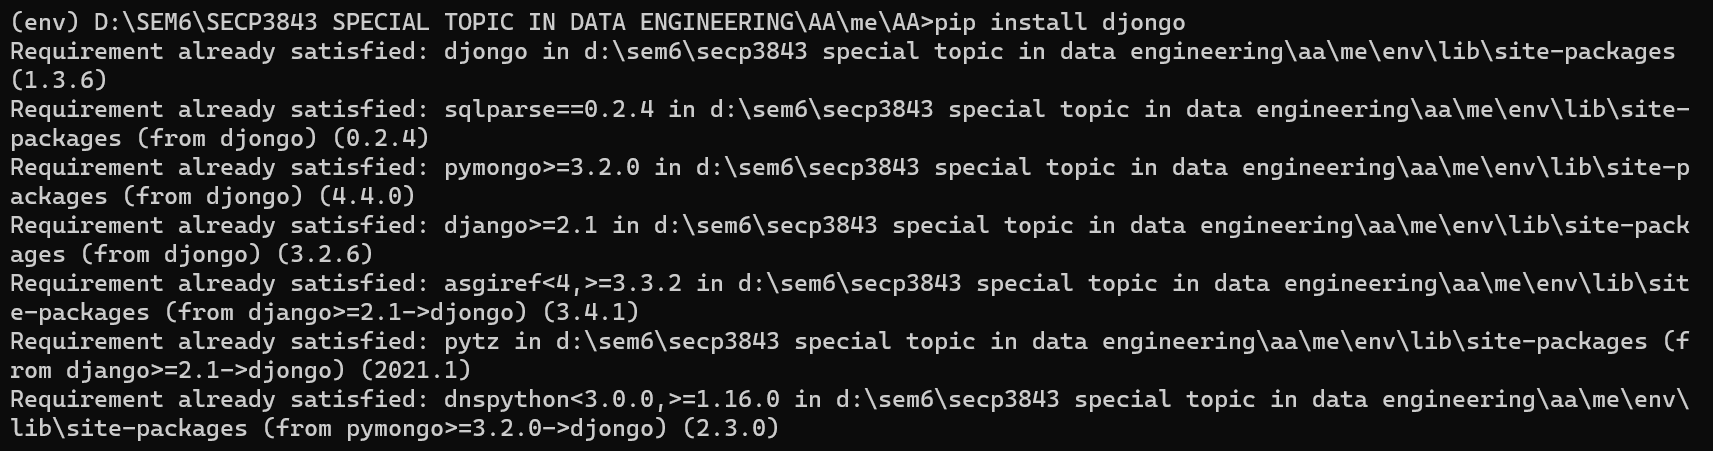 (env) D:\SEM6\SECP3843 SPECIAL TOPIC IN DATA ENGINEERING\AA\me\AA>pip install djongo
Requirement already satisfied: djongo in d:\sem6\secp3843 special topic in data engineering\aa\me\env\lib\site-packages
(1.3.6)
Requirement already satisfied: sqlparse==0.2.4 in d:\sem6\secp3843 special topic in data engineering\aa\me\env\lib\site-
packages (from djongo) (0.2.4)
Requirement already satisfied: pymongo>=3.2.0 in d:\sem6\secp3843 special topic in data engineering\aa\me\env\lib\site-p
ackages (from djongo) (4.4.0)
Requirement already satisfied: django>=2.1 in d:\sem6\secp3843 special topic in data engineering\aa\me\env\lib\site-pack
ages (from djongo) (3.2.6)
Requirement already satisfied: asgiref<4,>=3.3.2 in d:\sem6\secp3843 special topic in data engineering\aa\me\env\lib\sit
e-packages (from django>=2.1->djongo) (3.4.1)
Requirement already satisfied: pytz in d:\sem6\secp3843 special topic in data engineering\aa\me\env\lib\site-packages (f
rom django>=2.1->djongo) (2021.1)
Requirement already satisfied: dnspython<3.0.0,>=1.16.0 in d:\sem6\secp3843 special topic in data engineering\aa\me\env\
lib\site-packages (from pymongo>=3.2.0->djongo) (2.3.0)